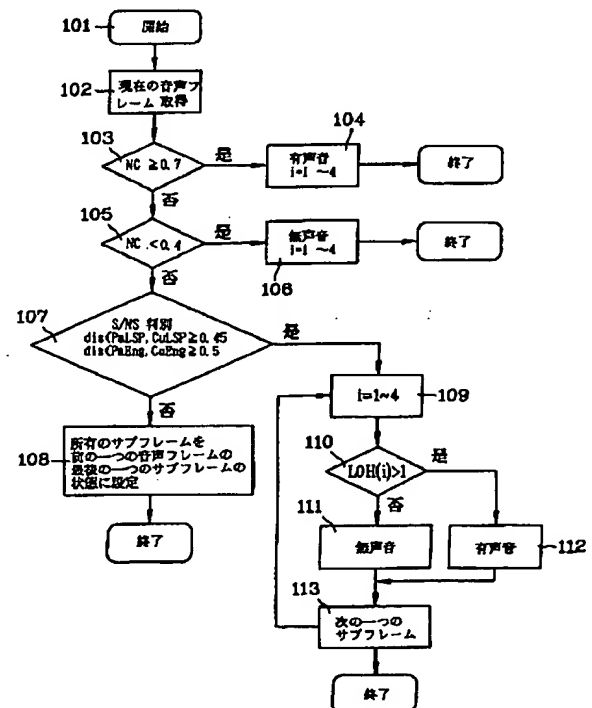 101
開始
102
現在の音声フ
レーム 取得
103
NC ≧0.7
是
104
有声音
i=1 ~4
終了
否
105
NC.<0.4
是
無声音
i=1 ~4
106
終了
否
107
S/NS 判別
dis(PaLSP,CuLSP≧0.45
dis(PaEng,CuEng≧0.5
是
否
108
所有のサブフレームを
前の一つの音声フレームの
最後の一つのサブフレームの
状態に設定
終了
i=1~4
109
110
LOH(i)>1
是
否
111
無声音
有声音
112
113
次の一つの
サブフレーム
終了